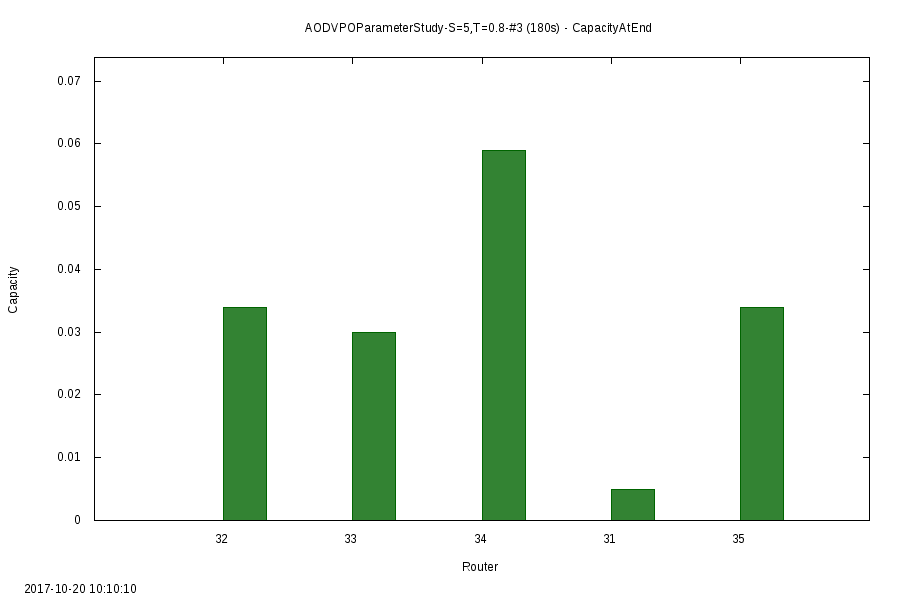 AODVPOParameterStudy-S=5,T=0.8-#3 (180s) - CapacityAtEnd
0.07
0.06
0.05
0.04
0.03
0.02
0.01
0
Capacity
32 33 34 31 35
Router
2017-10-20 10:10:10